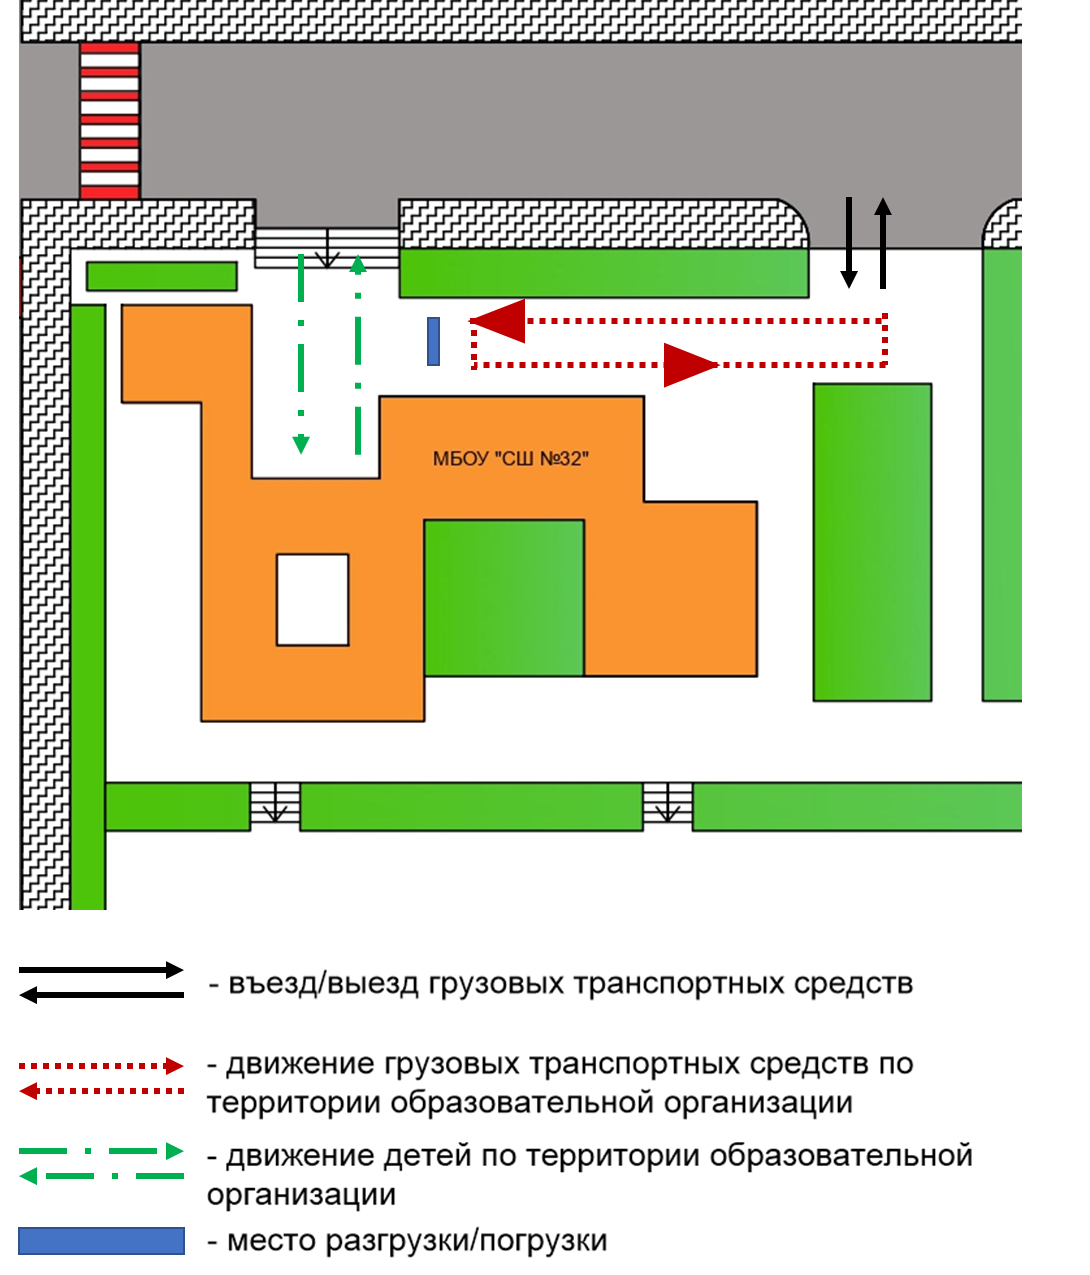 МБОУ "СШ №32"
- въезд/выезд грузовых транспортных средств
- движение грузовых транспортных средств по
территории образовательной организации
- движение детей по территории образовательной
организации
- место разгрузки/погрузки